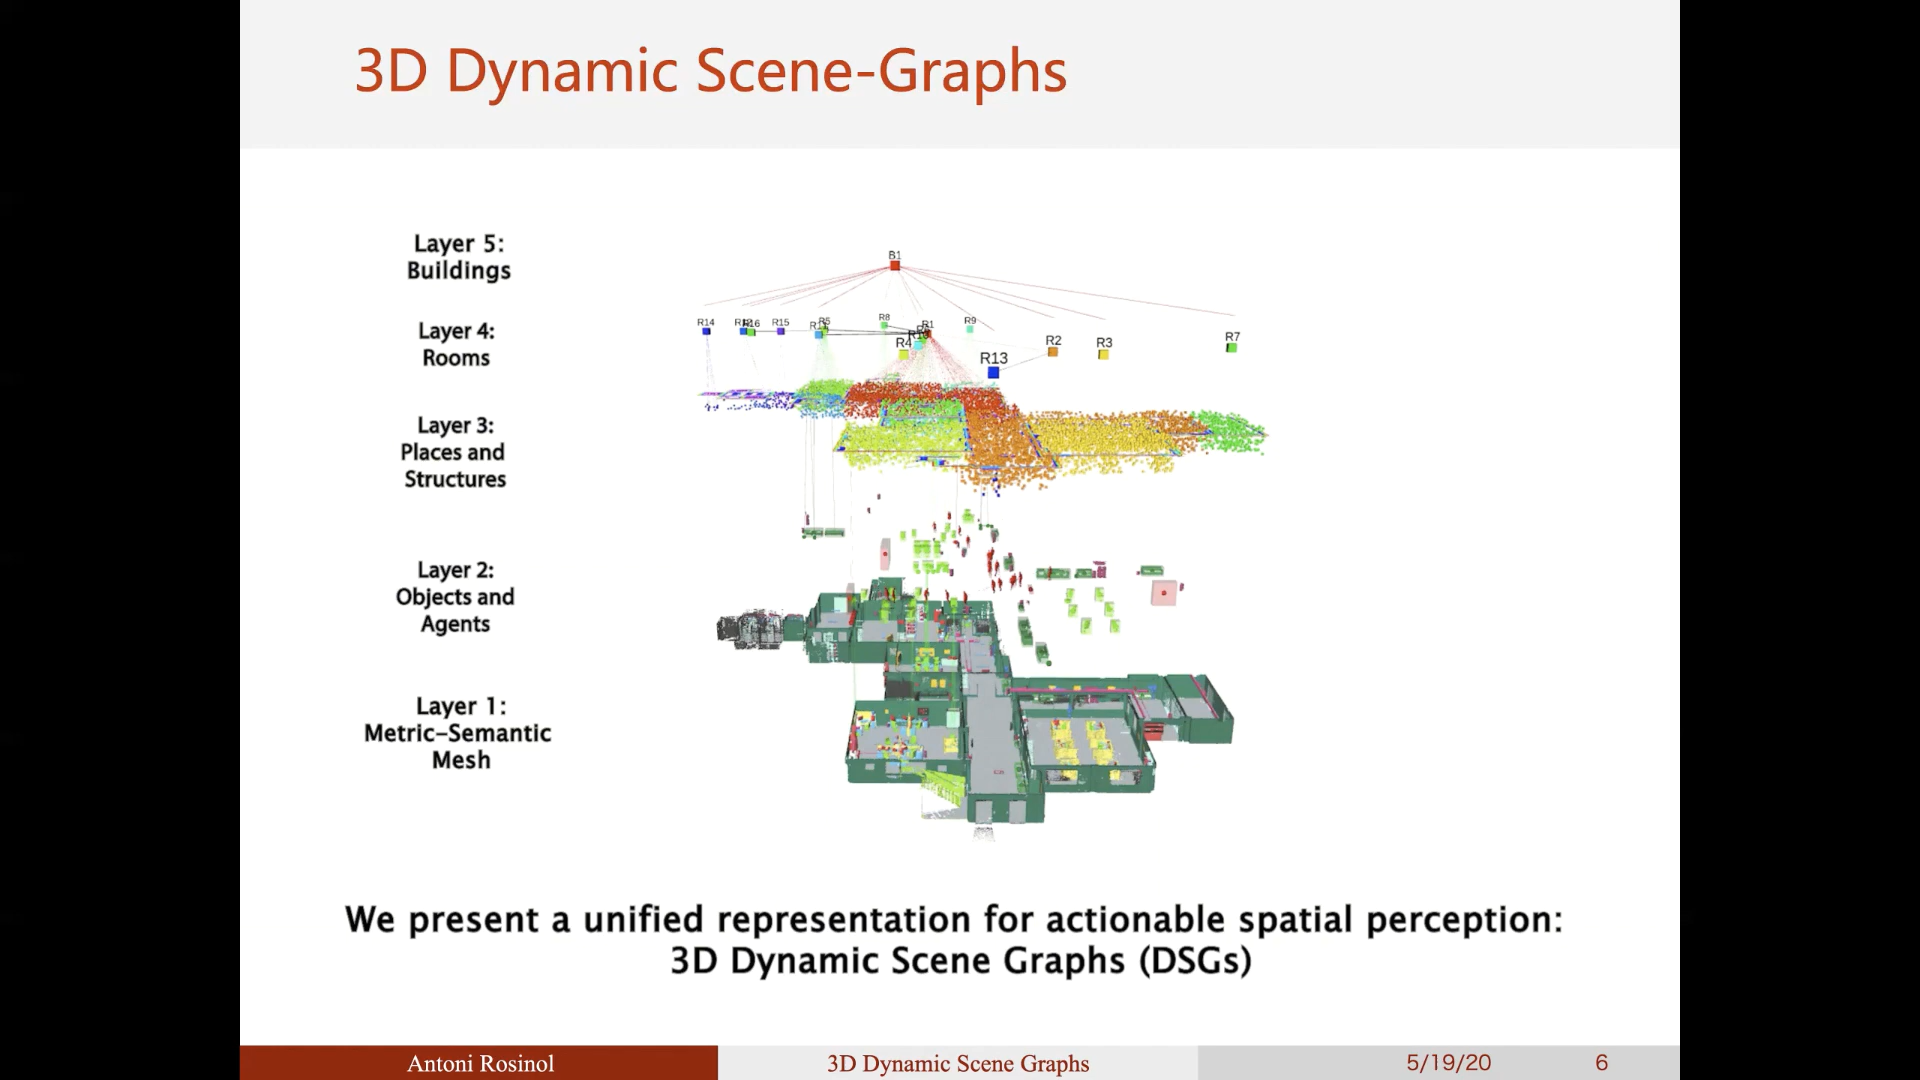 3D Dynamic Scene-Graphs
Layer 5:
Buildings
B1
Layer 4:
Rooms
R14
R16
R15
R5
R8
R1
R9
R4
R13
R2
R3
R7
Layer 3:
Places and
Structures
Layer 2:
Objects and
Agents
Layer 1:
Metric-Semantic
Mesh
We present a unified representation for actionable spatial perception:
3D Dynamic Scene Graphs (DSGs)
Antoni Rosinol
3D Dynamic Scene Graphs
5/19/20
6